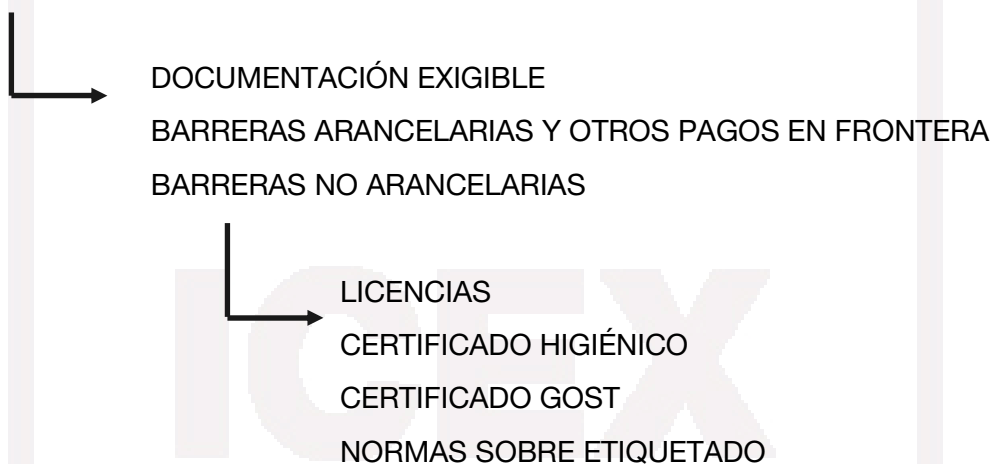 DOCUMENTACIÓN EXIGIBLE
BARRERAS ARANCELARIAS Y OTROS PAGOS EN FRONTERA
BARRERAS NO ARANCELARIAS
ICEX
LICENCIAS
CERTIFICADO HIGIÉNICO
CERTIFICADO GOST
NORMAS SOBRE ETIQUETADO